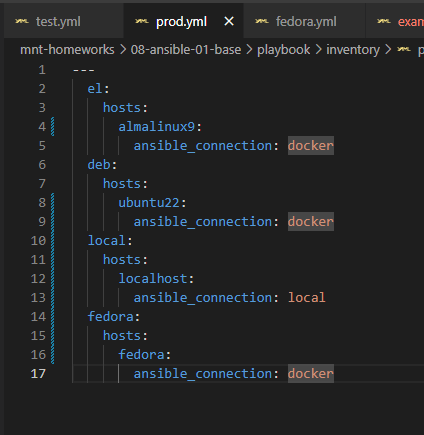 test.yml prod.yml fedora.yml exam
mnt-homeworks > 08-ansible-01-base > playbook > inventory > p
1 ---
2 el:
3 hosts:
4 almalinux9:
5 ansible_connection: docker
6 deb:
7 hosts:
8 ubuntu22:
9 ansible_connection: docker
10 local:
11 hosts:
12 localhost:
13 ansible_connection: local
14 fedora:
15 hosts:
16 fedora:
17 ansible_connection: docker